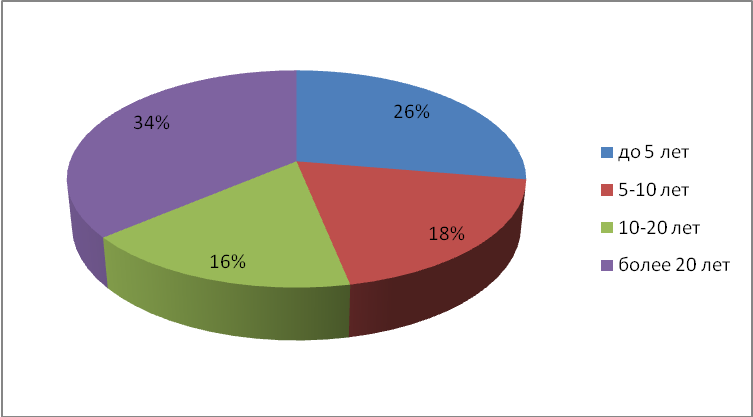 34%
26%
18%
16%
до 5 лет
5-10 лет
10-20 лет
более 20 лет